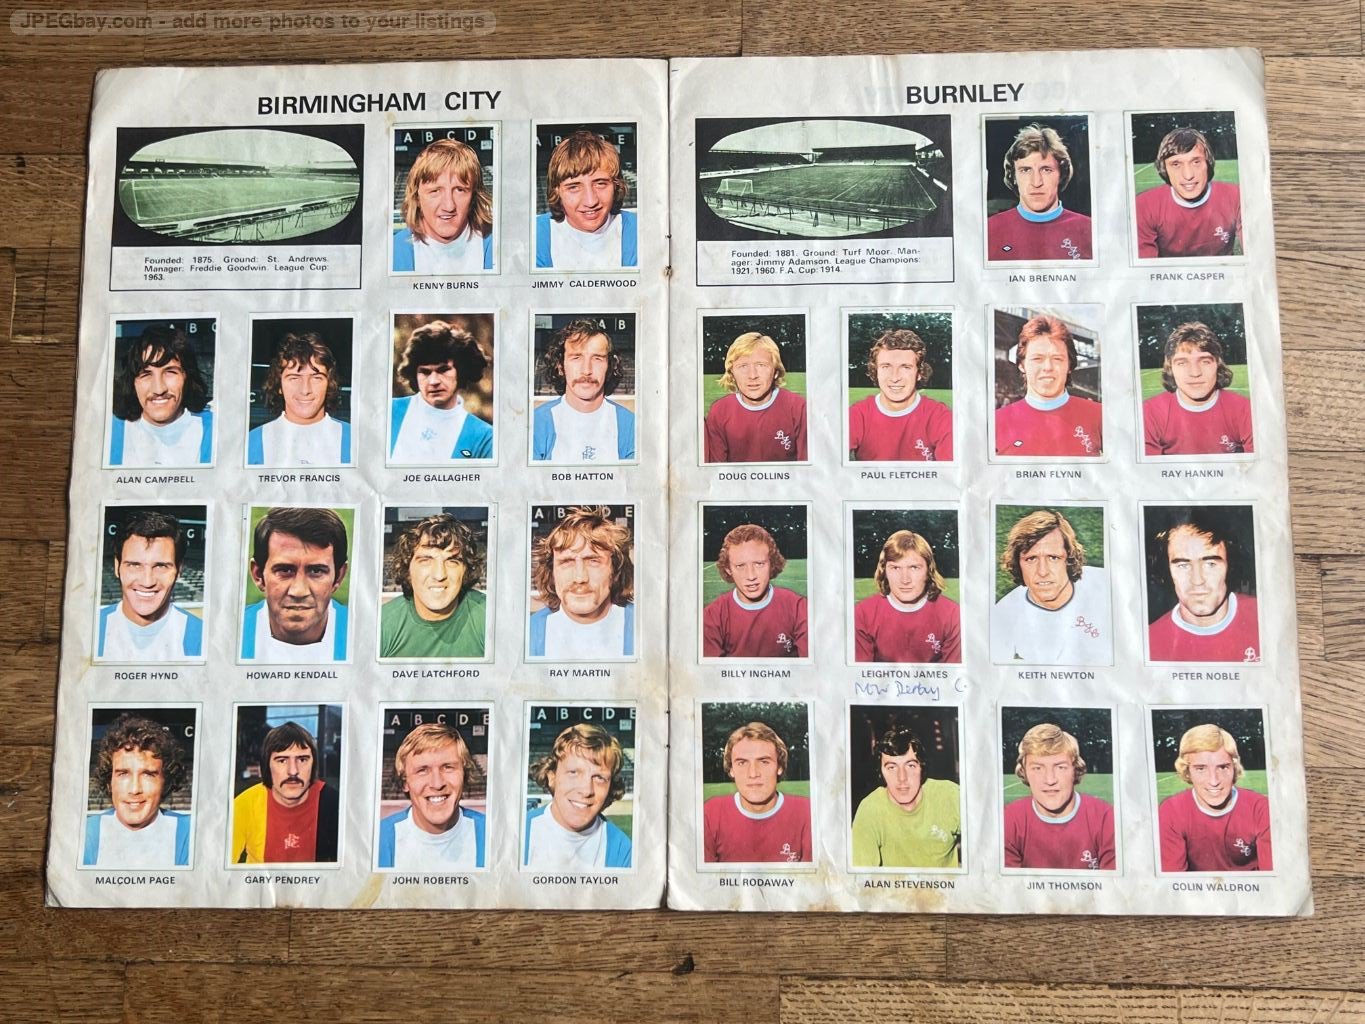 JPEGbay.com - add more photos to your listings
BIRMINGHAM CITY
Founded: 1875. Ground: St. Andrews.
Manager: Freddie Goodwin. League Cup:
1963.
KENNY BURNS
JIMMY CALDERWOOD
ALAN CAMPBELL
TREVOR FRANCIS
JOE GALLAGHER
BOB HATTON
ROGER HYND
HOWARD KENDALL
DAVE LATCHFORD
RAY MARTIN
MALCOLM PAGE
GARY PENDREY
JOHN ROBERTS
GORDON TAYLOR
BURNLEY
Founded: 1881. Ground: Turf Moor. Man-
ager: Jimmy Adamson. League Champions:
1921, 1960. F.A. Cup: 1914.
IAN BRENNAN
FRANK CASPER
DOUG COLLINS
PAUL FLETCHER
BRIAN FLYNN
RAY HANKIN
BILLY INGHAM
LEIGHTON JAMES
Now Derby C.
KEITH NEWTON
PETER NOBLE
BILL RODAWAY
ALAN STEVENSON
JIM THOMSON
COLIN WALDRON